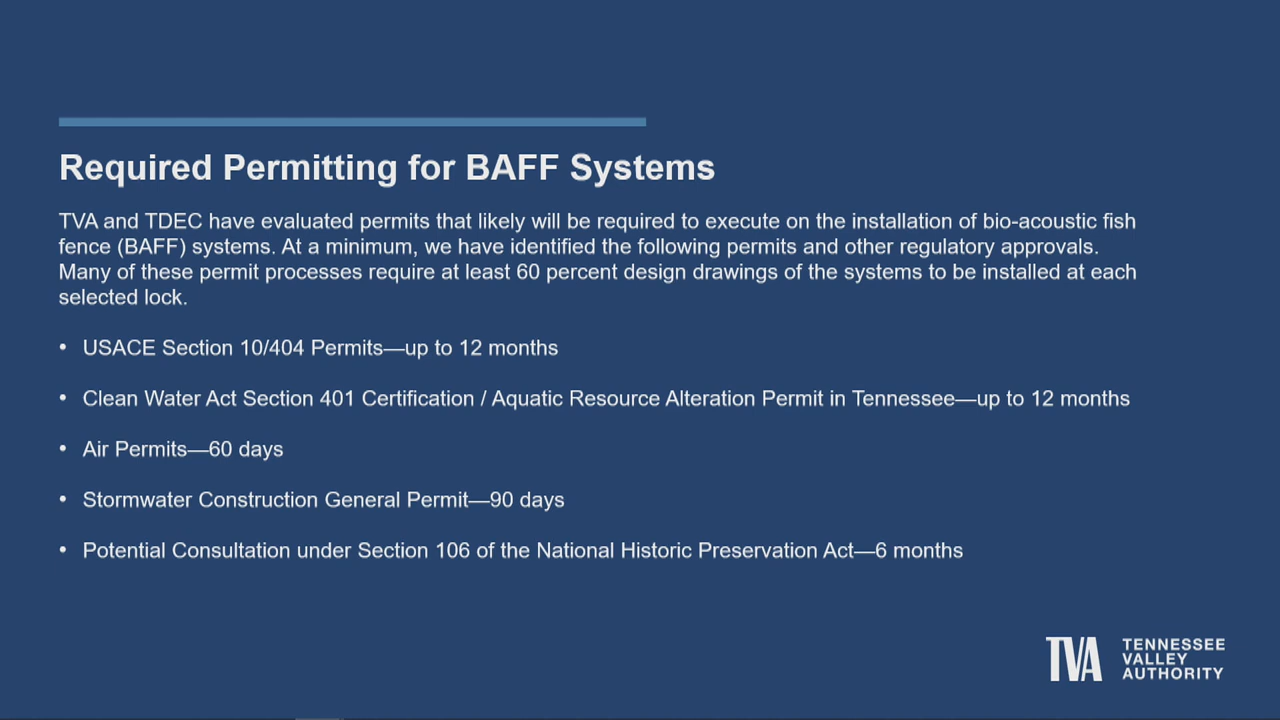 Required Permitting for BAFF Systems
TVA and TDEC have evaluated permits that likely will be required to execute on the installation of bio-acoustic fish
fence (BAFF) systems. At a minimum, we have identified the following permits and other regulatory approvals.
Many of these permit processes require at least 60 percent design drawings of the systems to be installed at each
selected lock.
• USACE Section 10/404 Permits—up to 12 months
• Clean Water Act Section 401 Certification / Aquatic Resource Alteration Permit in Tennessee—up to 12 months
• Air Permits—60 days
• Stormwater Construction General Permit—90 days
• Potential Consultation under Section 106 of the National Historic Preservation Act—6 months
TVA
TENNESSEE
VALLEY
AUTHORITY